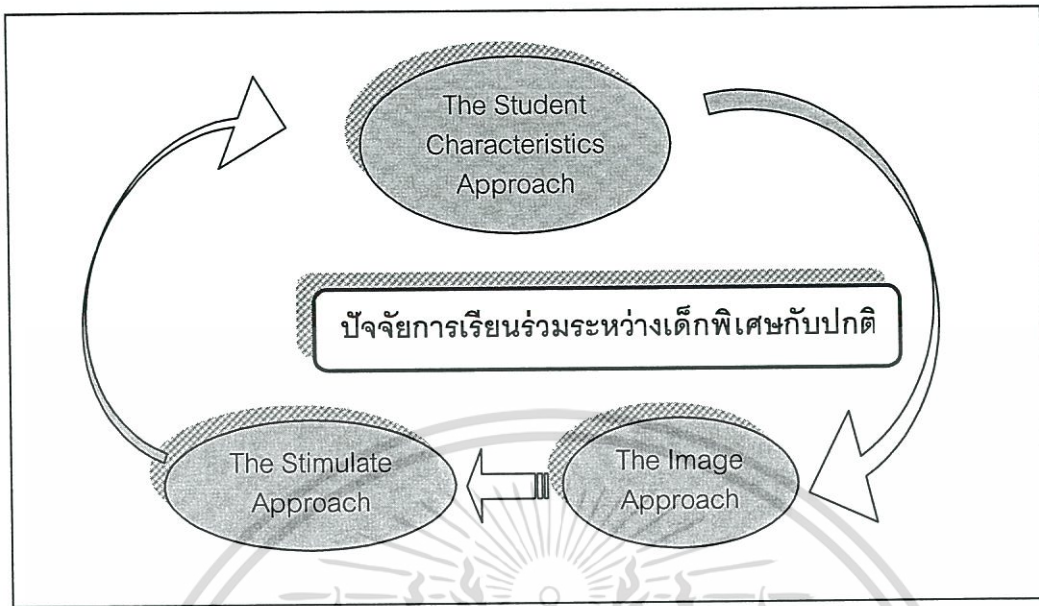 The Student
Characteristics
Approach
ปัจจัยการเรียนร่วมระหว่างเด็กพิเศษกับปกติ
The Stimulate
Approach
The Image
Approach